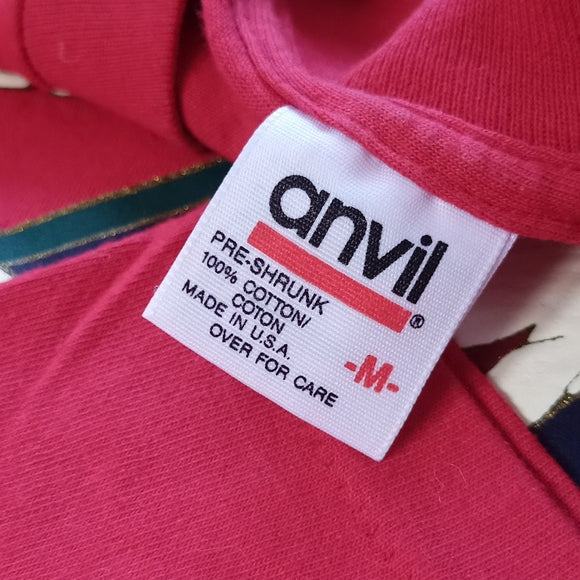 anvil®
PRE-SHRUNK
100% COTTON/
COTON
MADE IN U.S.A.
OVER FOR CARE
-M-